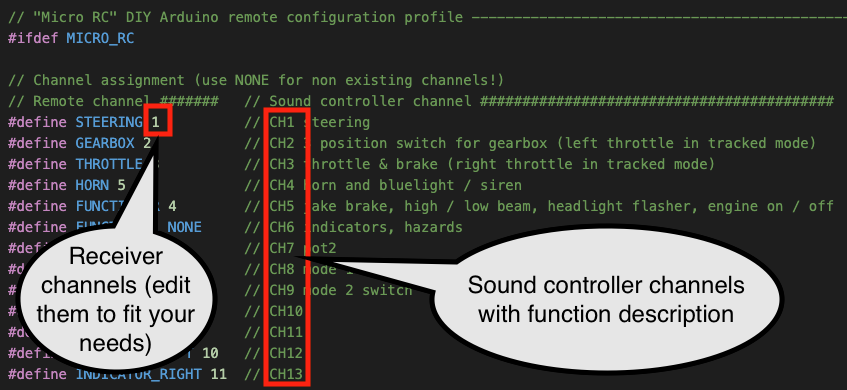 // "Micro RC" DIY Arduino remote configuration profile
#ifdef MICRO_RC
// Channel assignment (use NONE for non existing channels!)
// Remote channel ####### // Sound controller channel ##########################################
#define STEERING 1 // CH1 steering
#define GEARBOX 2 // CH2 position switch for gearbox (left throttle in tracked mode)
#define THROTTLE // CH3 throttle & brake (right throttle in tracked mode)
#define HORN 5 // CH4 horn and bluelight / siren
#define 4 // CH5 jake brake, high / low beam, headlight flasher, engine on / off
#define NONE // CH6 indicators, hazards
// CH7 pot2
// CH8 mode
// CH9 mode 2 switch
// CH10
// CH11
10 // CH12
#define INDICATOR_RIGHT 11 // CH13
Receiver
channels (edit
them to fit your
needs)
Sound controller channels
with function description